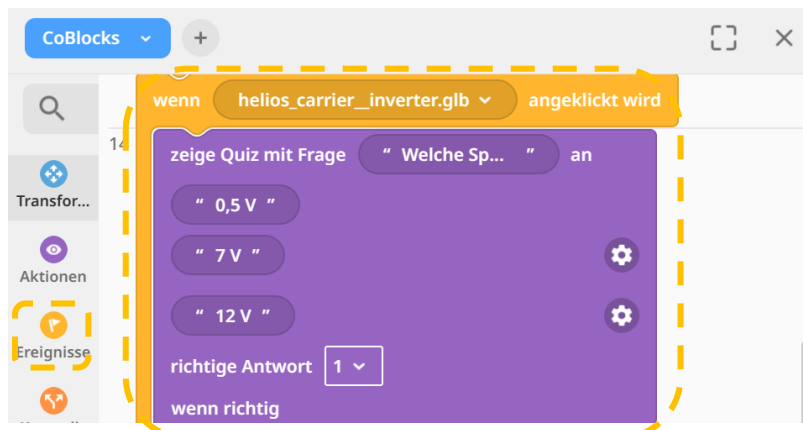 CoBlocks
+
wenn helios_carrier__inverter.glb angeklickt wird
14
zeige Quiz mit Frage “ Welche Sp... ” an
Transfor...
“ 0,5 V ”
“ 7 V ”
Aktionen
“ 12 V ”
Ereignisse
richtige Antwort 1
wenn richtig